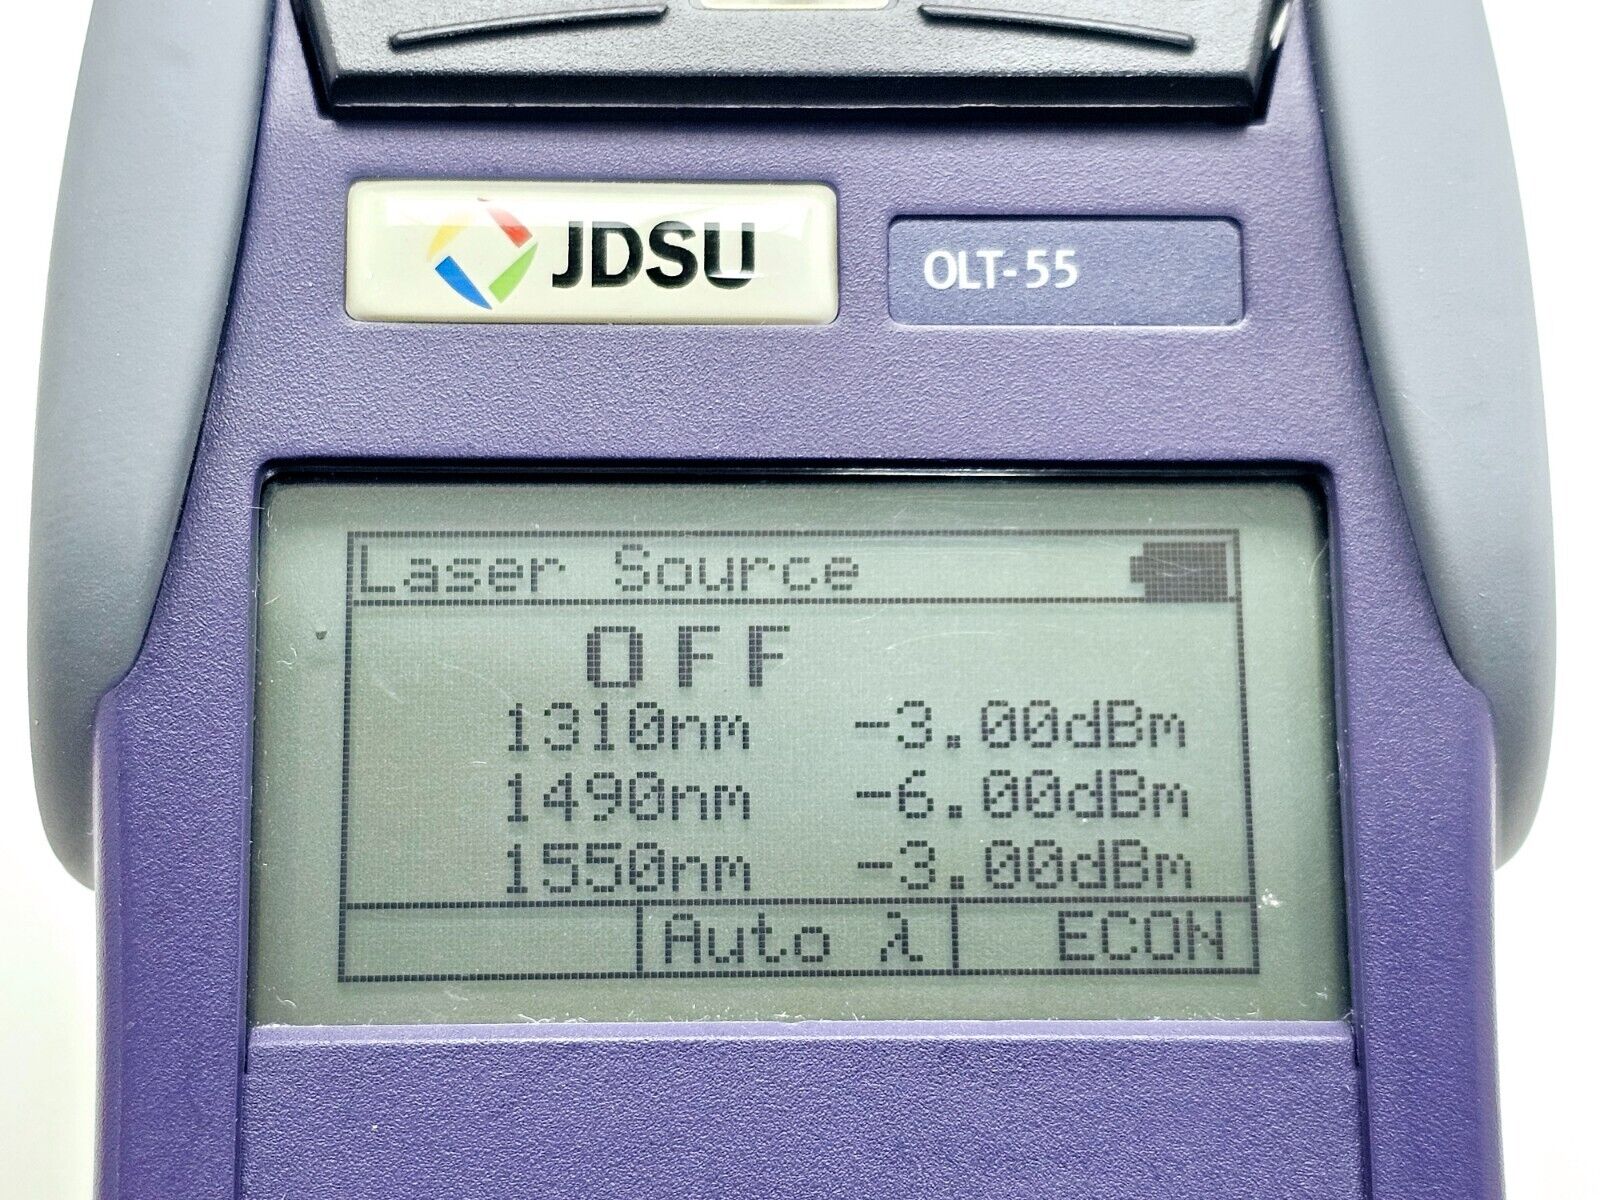 JDSU
OLT-55
Laser Source
OFF
1310nm -3.00dBm
1490nm -6.00dBm
1550nm -3.00dBm
Auto λ ECON